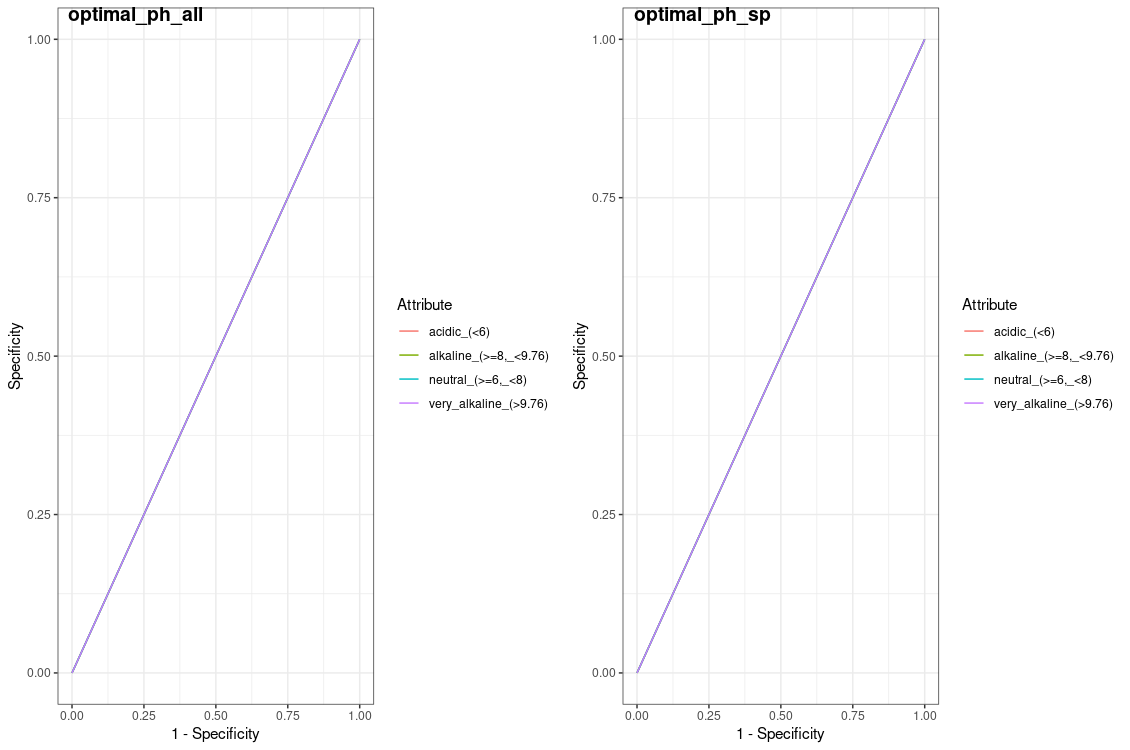 optimal_ph_all
1.00
0.75
0.50
0.25
0.00
Specificity
0.00 0.25 0.50 0.75 1.00
1 - Specificity
Attribute
acidic_(<6)
alkaline_(>=8,_<9.76)
neutral_(>=6,_<8)
very_alkaline_(>9.76)
optimal_ph_sp
1.00
0.75
0.50
0.25
0.00
Specificity
0.00 0.25 0.50 0.75 1.00
1 - Specificity
Attribute
acidic_(<6)
alkaline_(>=8,_<9.76)
neutral_(>=6,_<8)
very_alkaline_(>9.76)